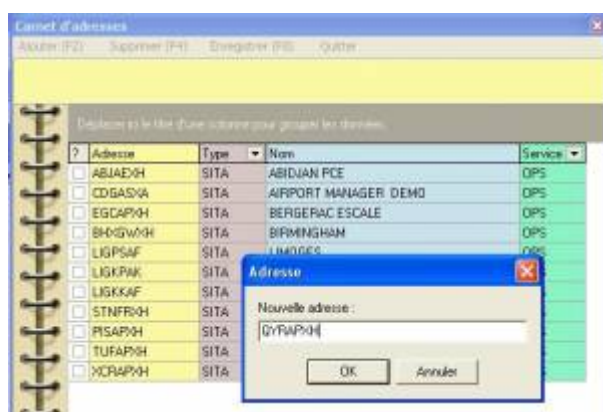 Carnet d'adresses
Ajouter (F2) Supprimer (F4) Enregistrer (F8) Quitter
Déplacer ici le titre d'une colonne pour grouper les données.
? Adresse Type Nom Service
ABJAEXH SITA ABIDJAN PCE OPS
CDGASXA SITA AIRPORT MANAGER DEMO OPS
EGCAPXH SITA BERGERAC ESCALE OPS
BHXGWXH SITA BIRMINGHAM OPS
LIGPSAF SITA LIMOGES OPS
LIGKPAK SITA
LIGKKAF SITA
STNFRXH SITA
PISAPXH SITA
TUFAPXH SITA
XCRAPXH SITA
Adresse
Nouvelle adresse :
QYRAPXH
OK Annuler